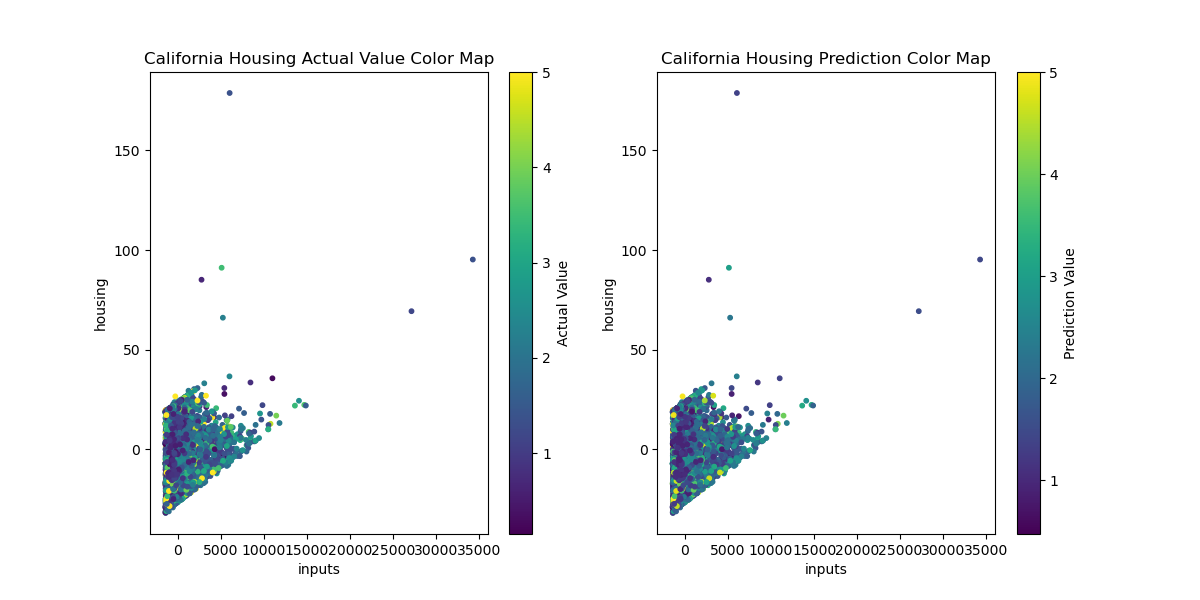 California Housing Actual Value Color Map
150
100
50
0
housing
0 5000 10000 15000 20000 25000 30000 35000
inputs
5
4
3
2
1
Actual Value
California Housing Prediction Color Map
150
100
50
0
housing
0 5000 10000 15000 20000 25000 30000 35000
inputs
5
4
3
2
1
Prediction Value